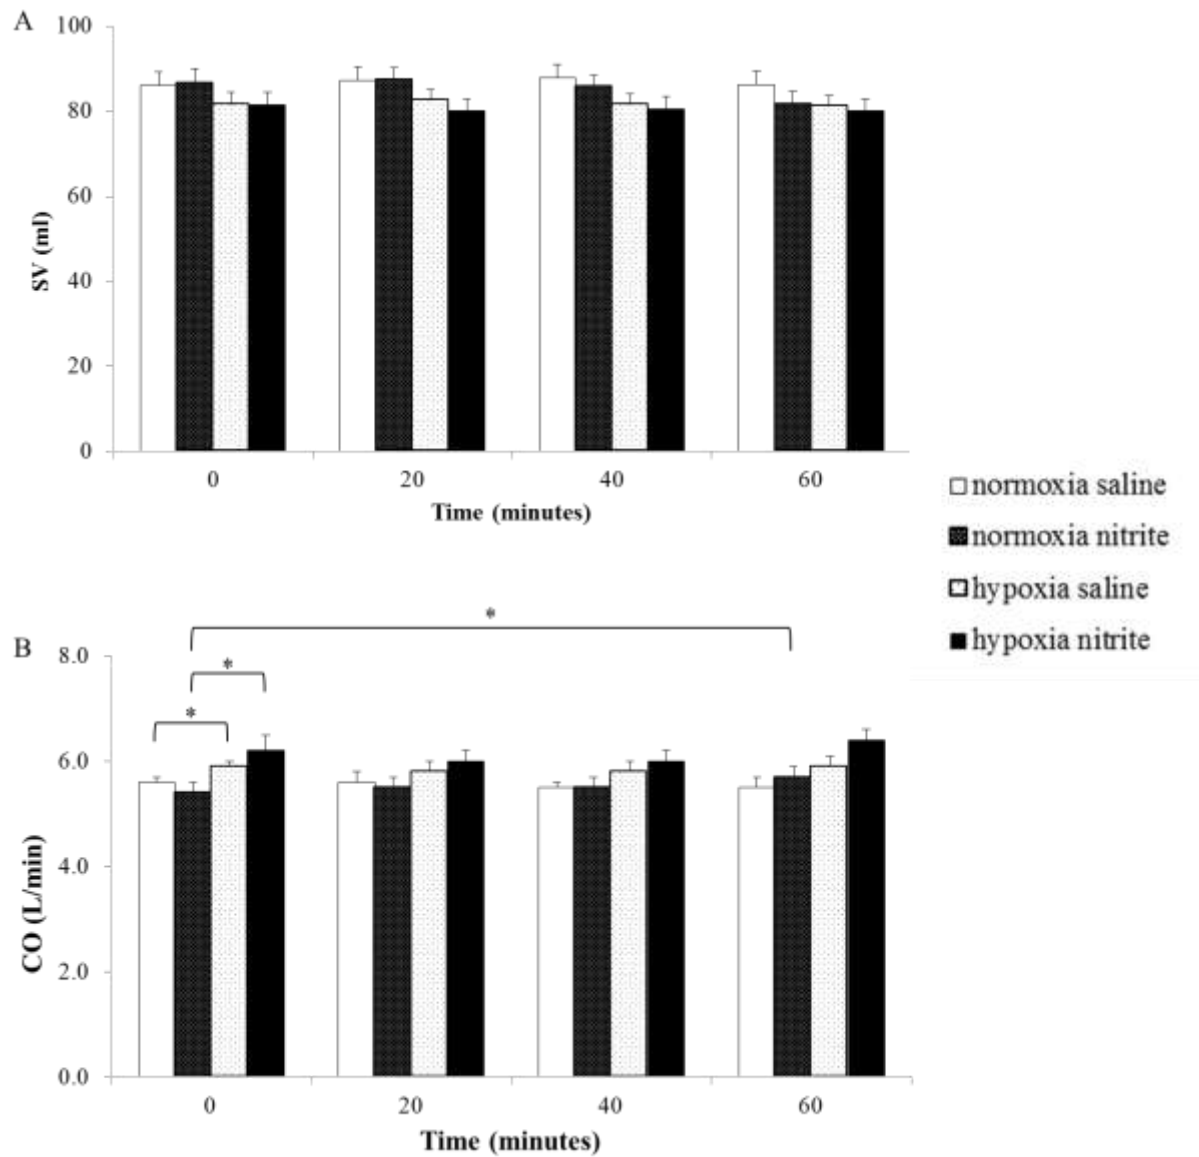 A
100
80
60
40
20
0
SV (ml)
0 20 40 60
Time (minutes)
normoxia saline
normoxia nitrite
hypoxia saline
hypoxia nitrite
B
*
*
*
8.0
6.0
4.0
2.0
0.0
CO (L/min)
0 20 40 60
Time (minutes)